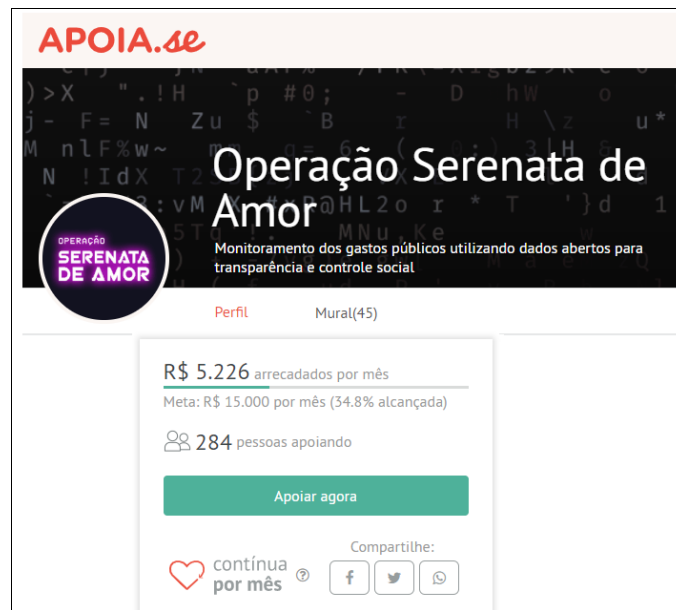 APOIA.se
Operação Serenata de
Amor
OPERAÇÃO
SERENATA
DE AMOR
Monitoramento dos gastos públicos utilizando dados abertos para
transparência e controle social
Perfil Mural(45)
R$ 5.226 arrecadados por mês
Meta: R$ 15.000 por mês (34.8% alcançada)
284 pessoas apoiando
Apoiar agora
contínua
por mês
Compartilhe: